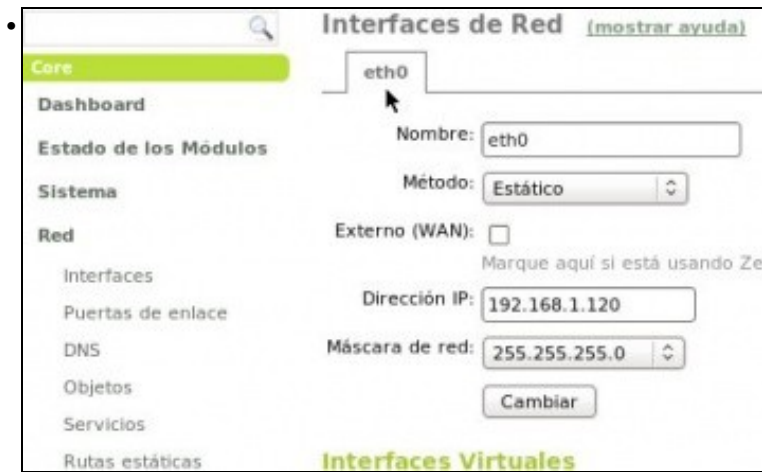 Core
Dashboard
Estado de los Módulos
Sistema
Red
Interfaces
Puertas de enlace
DNS
Objetos
Servicios
Rutas estáticas
Interfaces de Red (mostrar ayuda)
eth0
Nombre: eth0
Método: Estático
Externo (WAN):
Marque aquí si está usando Ze
Dirección IP: 192.168.1.120
Máscara de red: 255.255.255.0
Cambiar
Interfaces Virtuales